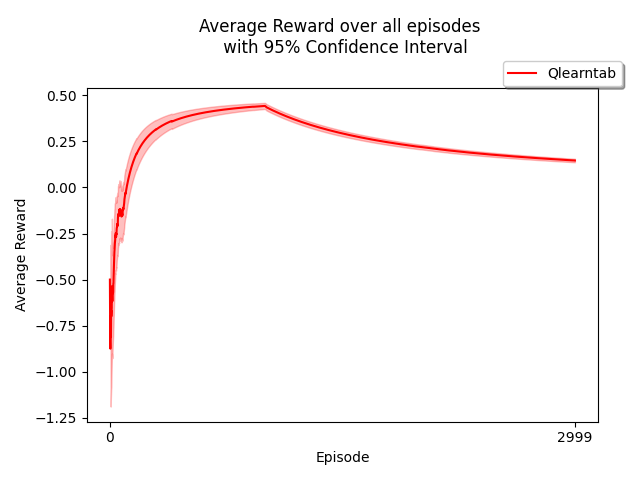 Average Reward over all episodes
with 95% Confidence Interval
Qlearntab
0.50
0.25
0.00
−0.25
−0.50
−0.75
−1.00
−1.25
Average Reward
0
2999
Episode